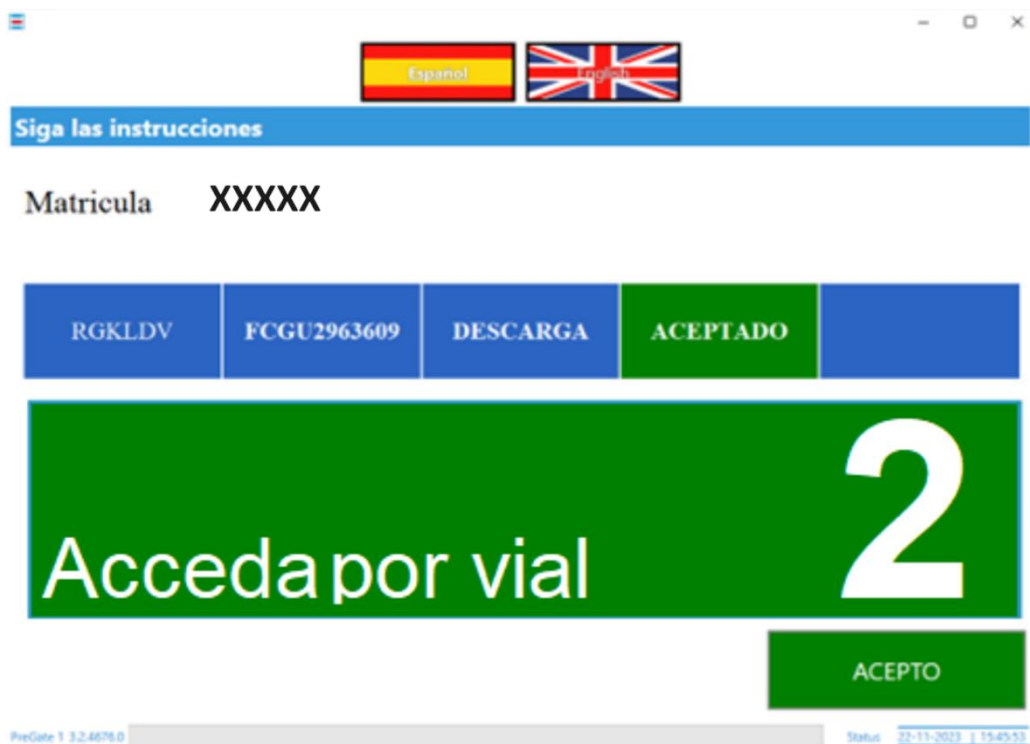 Español English
Siga las instrucciones
Matricula XXXXX
RGKLDV FCGU2963609 DESCARGA ACEPTADO
Acceda por vial 2
ACEPTO
PreGate 1 3.2.4676.0 Status 22-11-2023 | 15:45:53